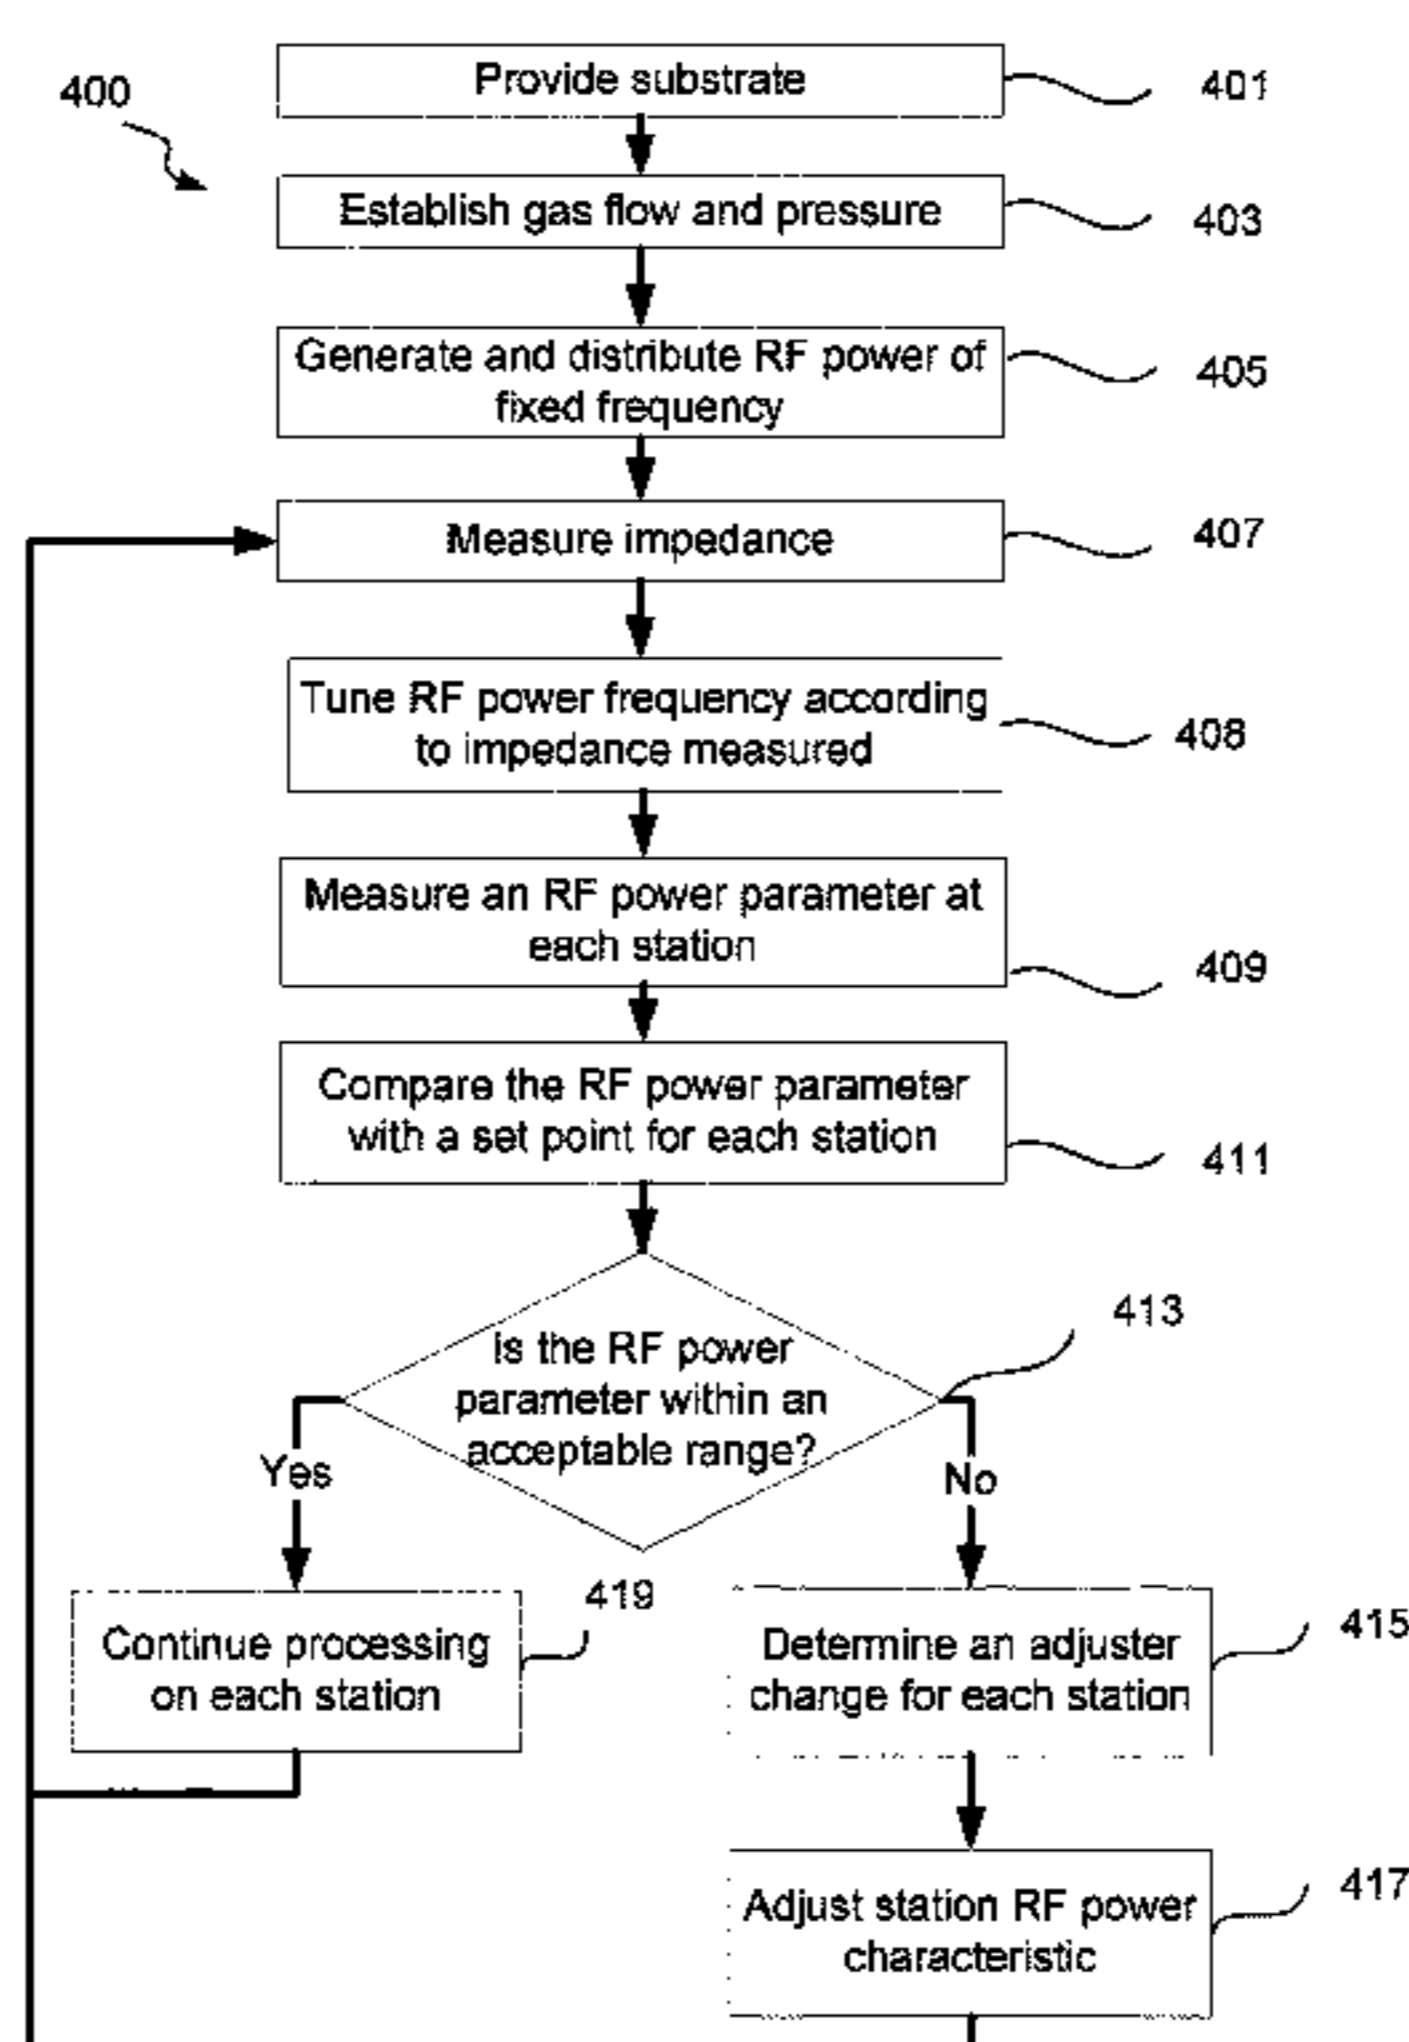 400
Provide substrate
401
Establish gas flow and pressure
403
Generate and distribute RF power of
fixed frequency
405
Measure impedance
407
Tune RF power frequency according
to impedance measured
408
Measure an RF power parameter at
each station
409
Compare the RF power parameter
with a set point for each station
411
Is the RF power
parameter within an
acceptable range?
413
Yes
No
Continue processing
on each station
419
Determine an adjuster
change for each station
415
Adjust station RF power
characteristic
417